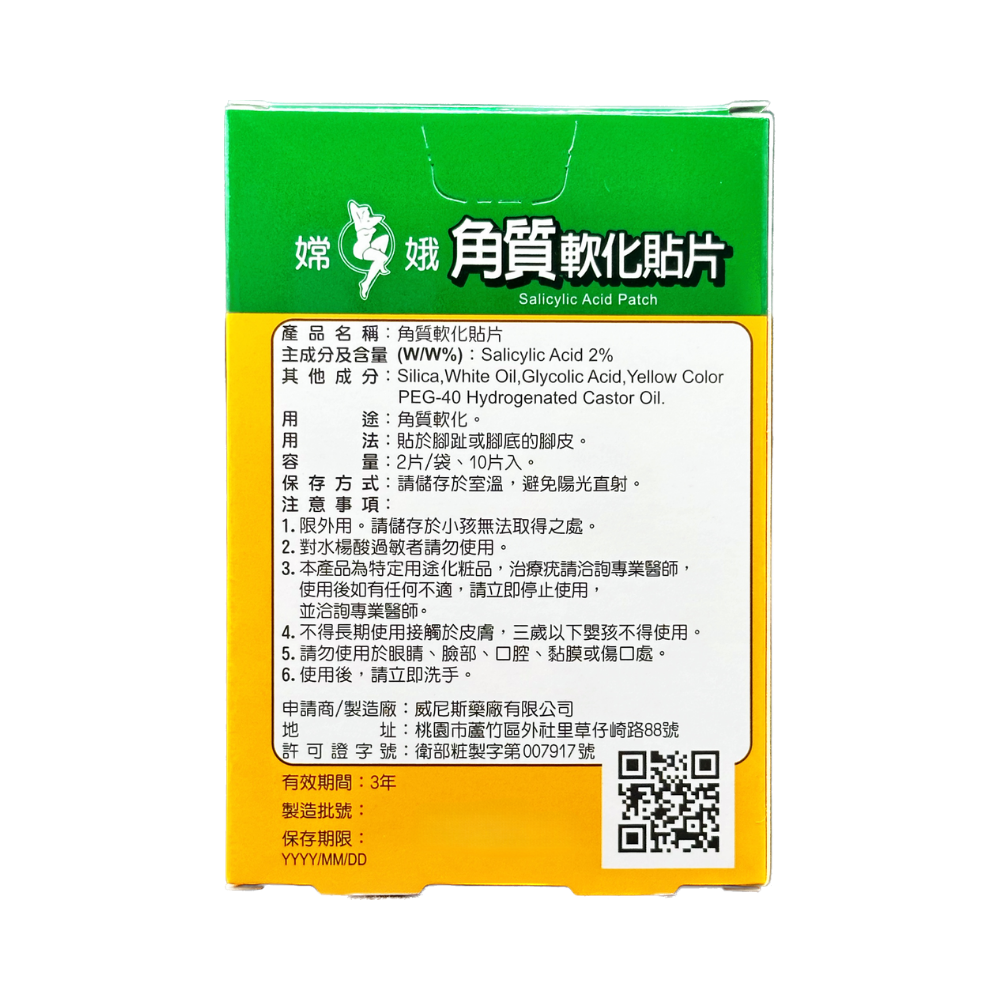 嫦娥 角質軟化貼片
Salicylic Acid Patch
產品名稱：角質軟化貼片
主成分及含量 (W/W%)：Salicylic Acid 2%
其他成分：Silica,White Oil,Glycolic Acid,Yellow Color
PEG-40 Hydrogenated Castor Oil.
用途：角質軟化。
用法：貼於腳趾或腳底的腳皮。
容量：2片/袋、10片入。
保存方式：請儲存於室溫，避免陽光直射。
注意事項：
1. 限外用。請儲存於小孩無法取得之處。
2. 對水楊酸過敏者請勿使用。
3. 本產品為特定用途化粧品，治療疣請洽詢專業醫師，
使用後如有任何不適，請立即停止使用，
並洽詢專業醫師。
4. 不得長期使用接觸於皮膚，三歲以下嬰孩不得使用。
5. 請勿使用於眼睛、臉部、口腔、黏膜或傷口處。
6. 使用後，請立即洗手。
申請商/製造廠：威尼斯藥廠有限公司
地址：桃園市蘆竹區外社里草仔崎路88號
許可證字號：衛部粧製字第007917號
有效期間：3年
製造批號：
保存期限：
YYYY/MM/DD